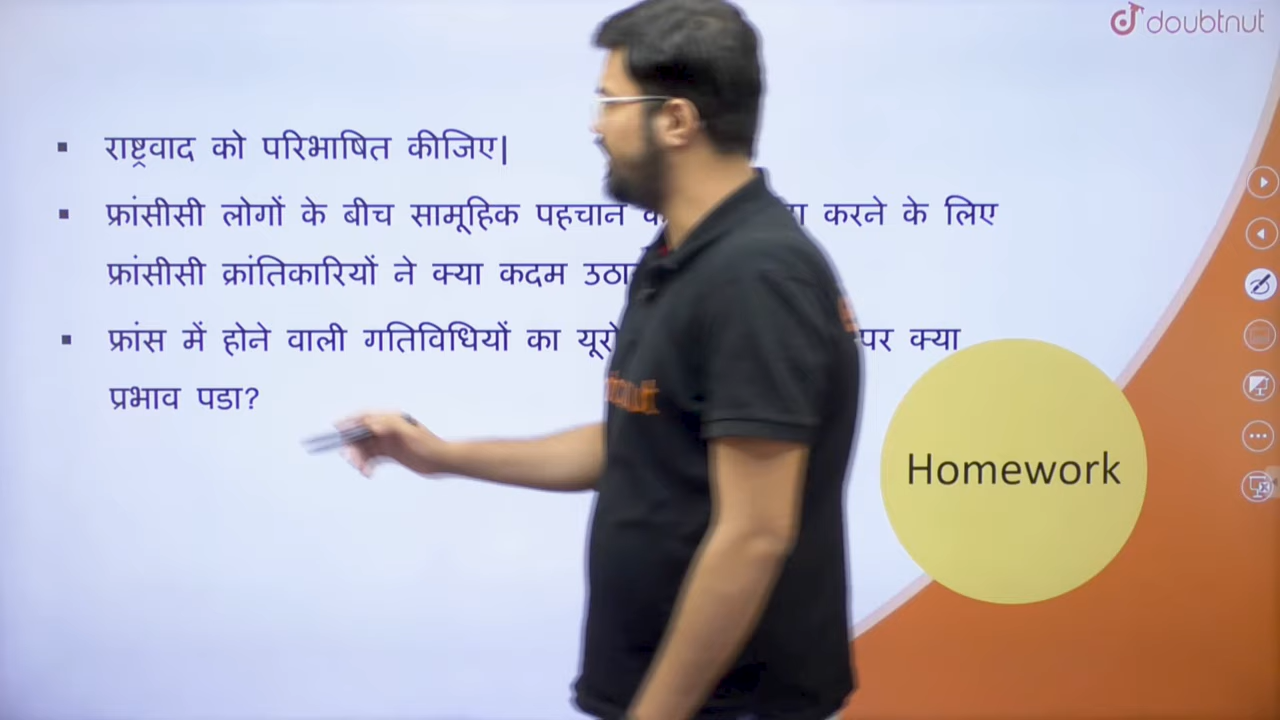 doubtnut
राष्ट्रवाद को परिभाषित कीजिए|
फ्रांसीसी लोगों के बीच सामूहिक पहचान करने के लिए
फ्रांसीसी क्रांतिकारियों ने क्या कदम
फ्रांस में होने वाली गतिविधियों का पर क्या
प्रभाव पडा?
Homework